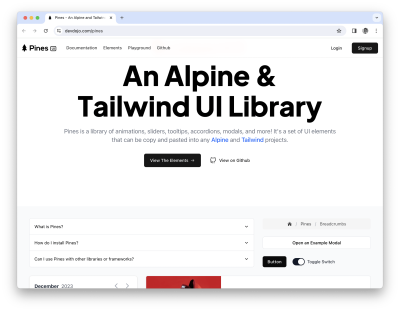 Pines - An Alpine and Tailwi
devdojo.com/pines
Pines UI
Documentation
Elements
Playground
Github
Login
Signup
An Alpine &
Tailwind UI Library
Pines is a library of animations, sliders, tooltips, accordions, modals, and more! It's a set of UI elements
that can be copy and pasted into any Alpine and Tailwind projects.
View The Elements →
View on Github
What is Pines?
How do I install Pines?
Can I use Pines with other libraries or frameworks?
/ Pines / Breadcrumbs
Open an Example Modal
Button
Toggle Switch
December 2023